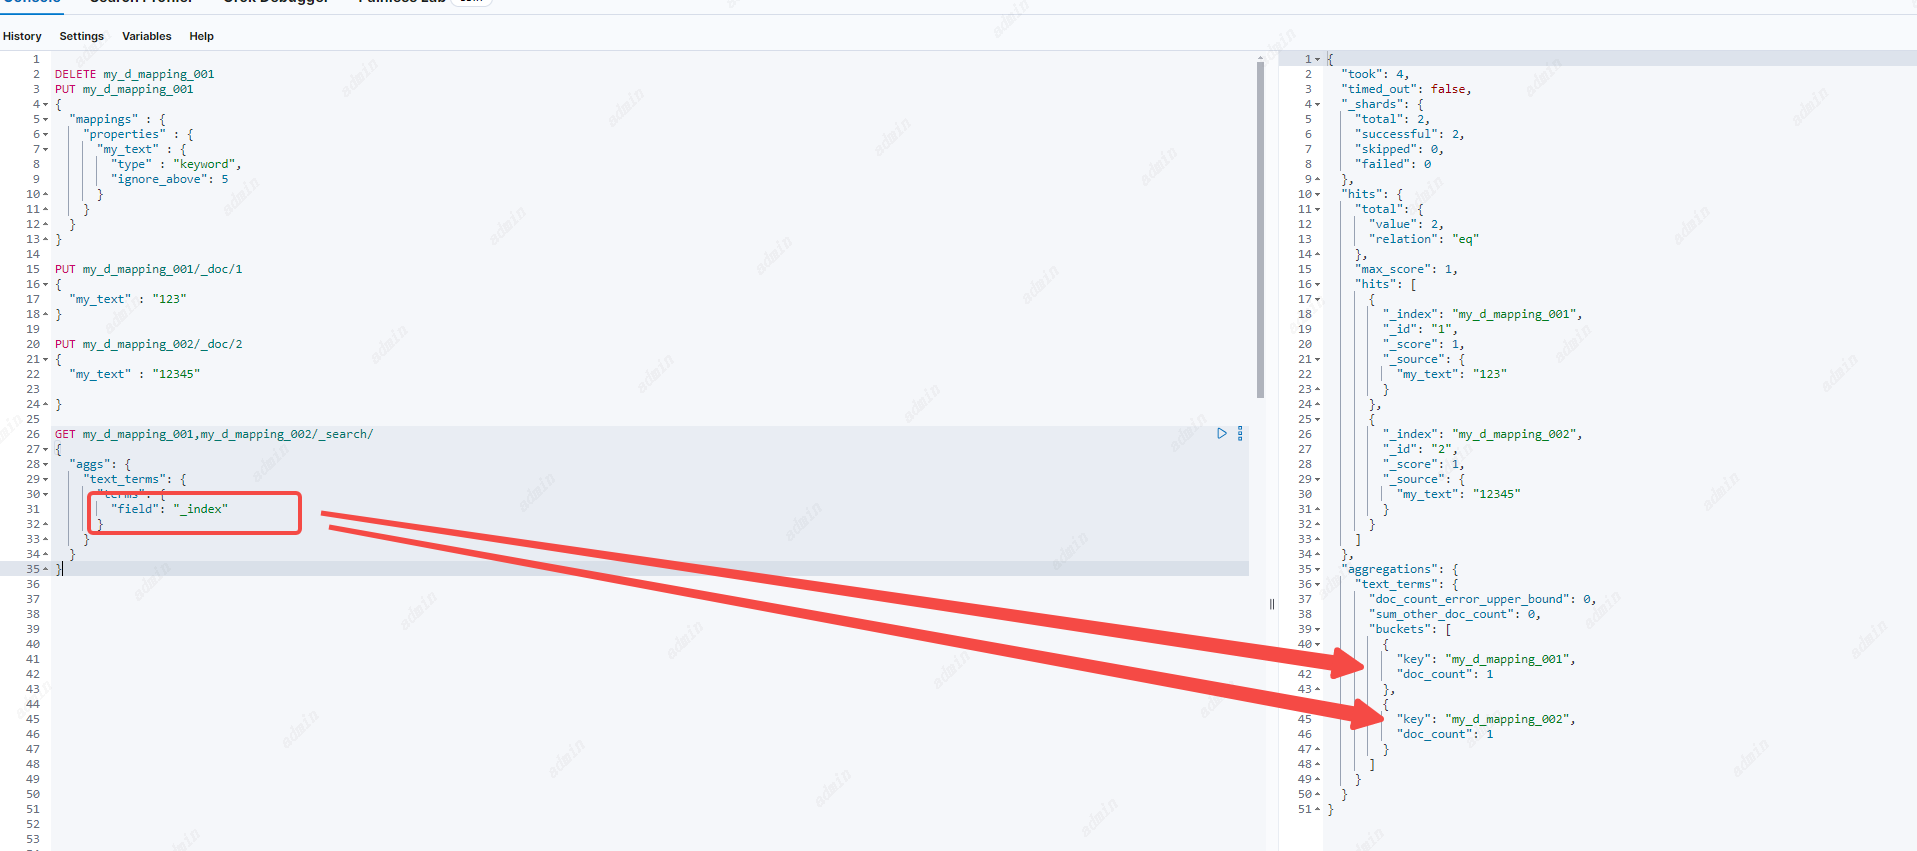 Console Search Profiler Grok Debugger Painless Lab
History Settings Variables Help
1
2 DELETE my_d_mapping_001
3 PUT my_d_mapping_001
4 {
5 "mappings" : {
6 "properties" : {
7 "my_text" : {
8 "type" : "keyword",
9 "ignore_above": 5
10 }
11 }
12 }
13 }
14
15 PUT my_d_mapping_001/_doc/1
16 {
17 "my_text" : "123"
18 }
19
20 PUT my_d_mapping_002/_doc/2
21 {
22 "my_text" : "12345"
23
24 }
25
26 GET my_d_mapping_001,my_d_mapping_002/_search/
27 {
28 "aggs": {
29 "text_terms": {
30 "terms": {
31 "field": "_index"
32 }
33 }
34 }
35 }
36
37
38
39
40
41
42
43
44
45
46
47
48
49
50
51
52
53
1 {
2 "took": 4,
3 "timed_out": false,
4 "_shards": {
5 "total": 2,
6 "successful": 2,
7 "skipped": 0,
8 "failed": 0
9 },
10 "hits": {
11 "total": {
12 "value": 2,
13 "relation": "eq"
14 },
15 "max_score": 1,
16 "hits": [
17 {
18 "_index": "my_d_mapping_001",
19 "_id": "1",
20 "_score": 1,
21 "_source": {
22 "my_text": "123"
23 }
24 },
25 {
26 "_index": "my_d_mapping_002",
27 "_id": "2",
28 "_score": 1,
29 "_source": {
30 "my_text": "12345"
31 }
32 }
33 ]
34 },
35 "aggregations": {
36 "text_terms": {
37 "doc_count_error_upper_bound": 0,
38 "sum_other_doc_count": 0,
39 "buckets": [
40 {
41 "key": "my_d_mapping_001",
42 "doc_count": 1
43 },
44 {
45 "key": "my_d_mapping_002",
46 "doc_count": 1
47 }
48 ]
49 }
50 }
51 }